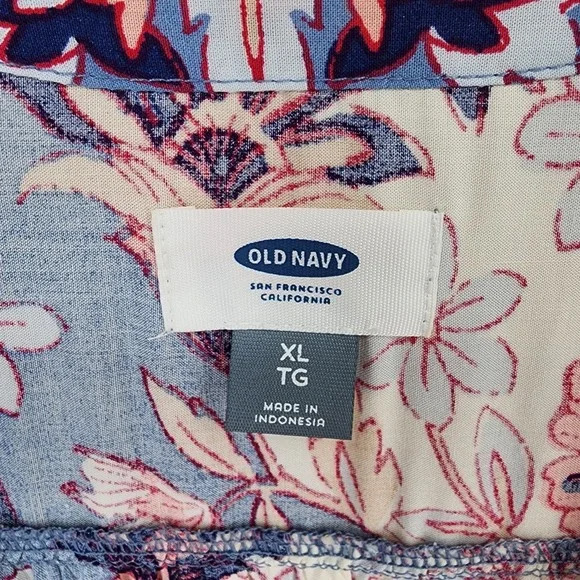 OLD NAVY
SAN FRANCISCO
CALIFORNIA
XL
TG
MADE IN
INDONESIA